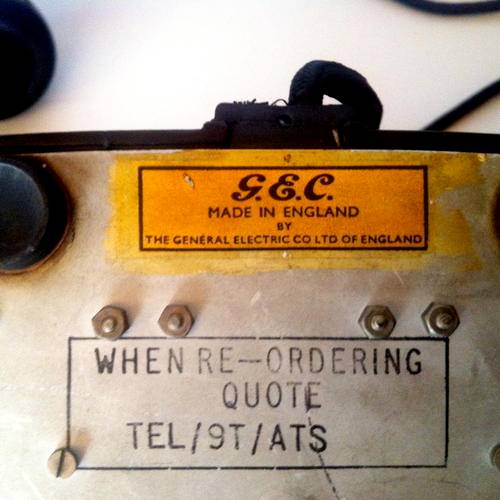 G.E.C.
MADE IN ENGLAND
BY
THE GENERAL ELECTRIC CO LTD OF ENGLAND
WHEN RE-ORDERING
QUOTE
TEL/9T/ATS